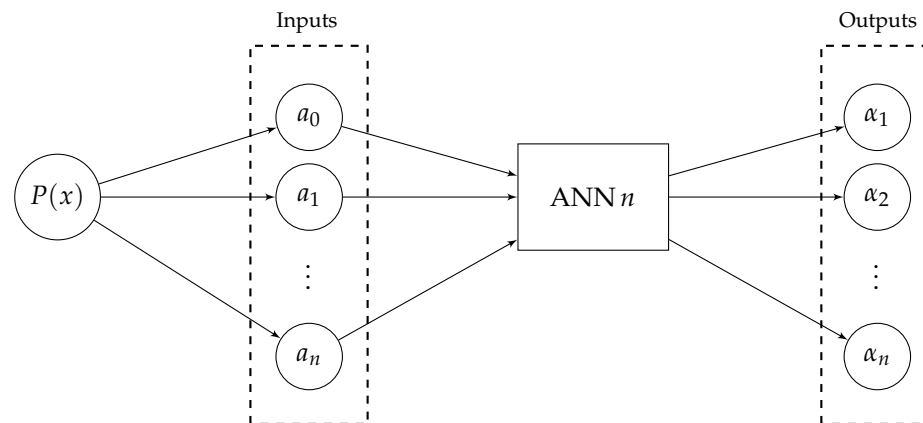 Inputs
Outputs
P(x)
a₀
a₁
⋮
aₙ
ANN n
α₁
α₂
⋮
αₙ